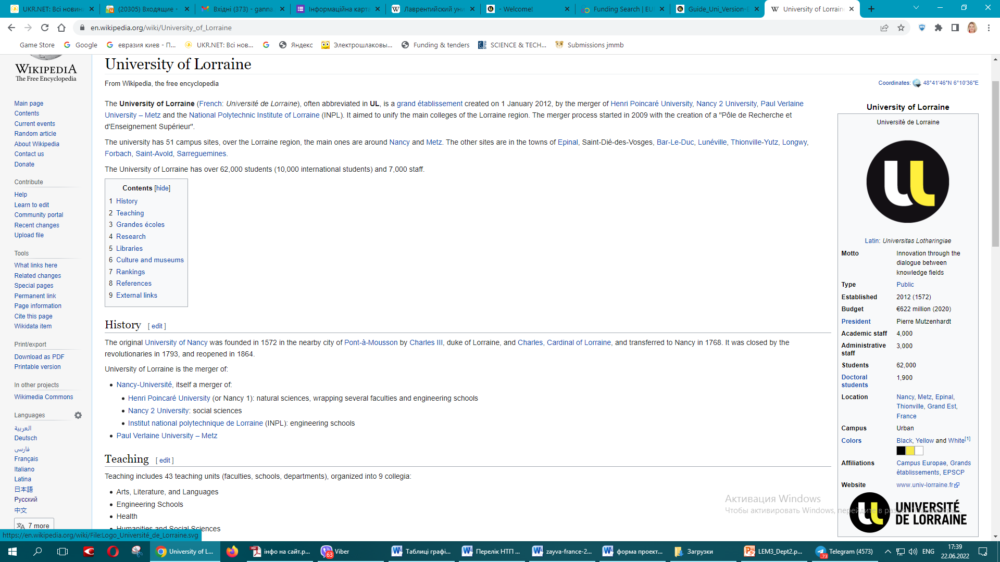 UKR.NET: Всі новини
(20305) Входящие
Вхідні (373) - ganna.
Інформаційна карта
Лаврентийский уни
- Welcome!
Funding Search | EU
Guide_Uni_Version-E
University of Lorraine
en.wikipedia.org/wiki/University_of_Lorraine
Game Store
Google
евразия киев - П...
UKR.NET: Всі нов...
Яндекс
Электрошлаковы...
Funding & tenders
SCIENCE & TECH...
Submissions jmmb
WIKIPEDIA
The Free Encyclopedia
Main page
Contents
Current events
Random article
About Wikipedia
Contact us
Donate
Contribute
Help
Learn to edit
Community portal
Recent changes
Upload file
Tools
What links here
Related changes
Special pages
Permanent link
Page information
Cite this page
Wikidata item
Print/export
Download as PDF
Printable version
In other projects
Wikimedia Commons
Languages
العربية
Deutsch
فارسی
Français
Italiano
Latina
日本語
Русский
中文
7 more
https://en.wikipedia.org/wiki/File:Logo_Université_de_Lorraine.svg
University of Lorraine
From Wikipedia, the free encyclopedia
Coordinates: 48°41′46″N 6°10′36″E
The University of Lorraine (French: Université de Lorraine), often abbreviated in UL, is a grand établissement created on 1 January 2012, by the merger of Henri Poincaré University, Nancy 2 University, Paul Verlaine
University – Metz and the National Polytechnic Institute of Lorraine (INPL). It aimed to unify the main colleges of the Lorraine region. The merger process started in 2009 with the creation of a "Pôle de Recherche et
d'Enseignement Supérieur".
The university has 51 campus sites, over the Lorraine region, the main ones are around Nancy and Metz. The other sites are in the towns of Epinal, Saint-Dié-des-Vosges, Bar-Le-Duc, Lunéville, Thionville-Yutz, Longwy,
Forbach, Saint-Avold, Sarreguemines.
The University of Lorraine has over 62,000 students (10,000 international students) and 7,000 staff.
Contents [hide]
1 History
2 Teaching
3 Grandes écoles
4 Research
5 Libraries
6 Culture and museums
7 Rankings
8 References
9 External links
History [ edit ]
The original University of Nancy was founded in 1572 in the nearby city of Pont-à-Mousson by Charles III, duke of Lorraine, and Charles, Cardinal of Lorraine, and transferred to Nancy in 1768. It was closed by the
revolutionaries in 1793, and reopened in 1864.
University of Lorraine is the merger of:
• Nancy-Université, itself a merger of:
• Henri Poincaré University (or Nancy 1): natural sciences, wrapping several faculties and engineering schools
• Nancy 2 University: social sciences
• Institut national polytechnique de Lorraine (INPL): engineering schools
• Paul Verlaine University – Metz
Teaching [ edit ]
Teaching includes 43 teaching units (faculties, schools, departments), organized into 9 collegia:
• Arts, Literature, and Languages
• Engineering Schools
• Health
• Humanities and Social Sciences
University of Lorraine
Université de Lorraine
Latin: Universitas Lotharingiae
Motto Innovation through the
dialogue between
knowledge fields
Type Public
Established 2012 (1572)
Budget €622 million (2020)
President Pierre Mutzenhardt
Academic staff 4,000
Administrative 3,000
staff
Students 62,000
Doctoral 1,900
students
Location Nancy, Metz, Epinal,
Thionville, Grand Est,
France
Campus Urban
Colors Black, Yellow and White[1]
Affiliations Campus Europae, Grands
établissements, EPSCP
Website www.univ-lorraine.fr
UNIVERSITÉ
DE LORRAINE
Активация Windows
Чтобы активировать Windows, перейдите в раздел "Параметры".
University of L...
інфо на сайт.p...
63
Viber
Таблиці графі...
Перелік НТП ...
zayva-france-2...
форма проект...
Загрузки
LEM3_Dept2.p...
.73
Telegram (4573)
ENG
17:39
22.06.2022